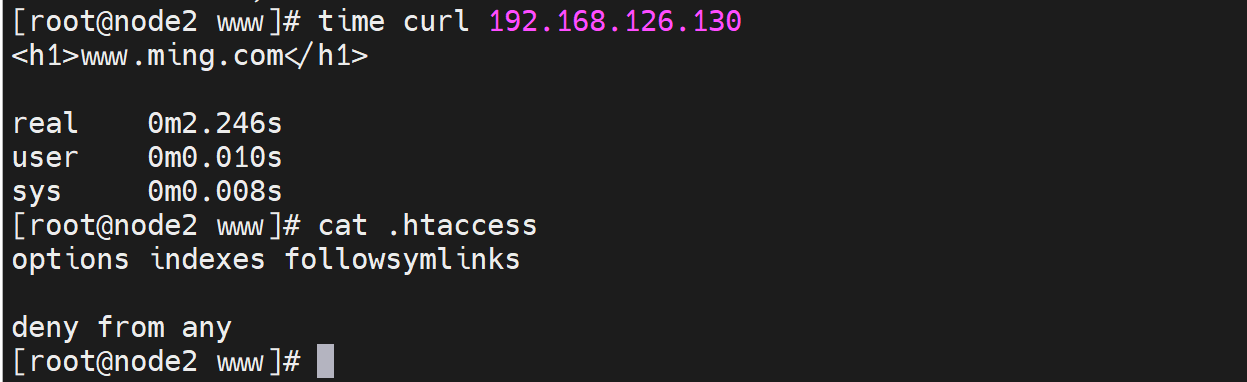 [root@node2 www]# time curl 192.168.126.130
<h1>www.ming.com</h1>
real    0m2.246s
user    0m0.010s
sys     0m0.008s
[root@node2 www]# cat .htaccess
options indexes followsymlinks
deny from any
[root@node2 www]#